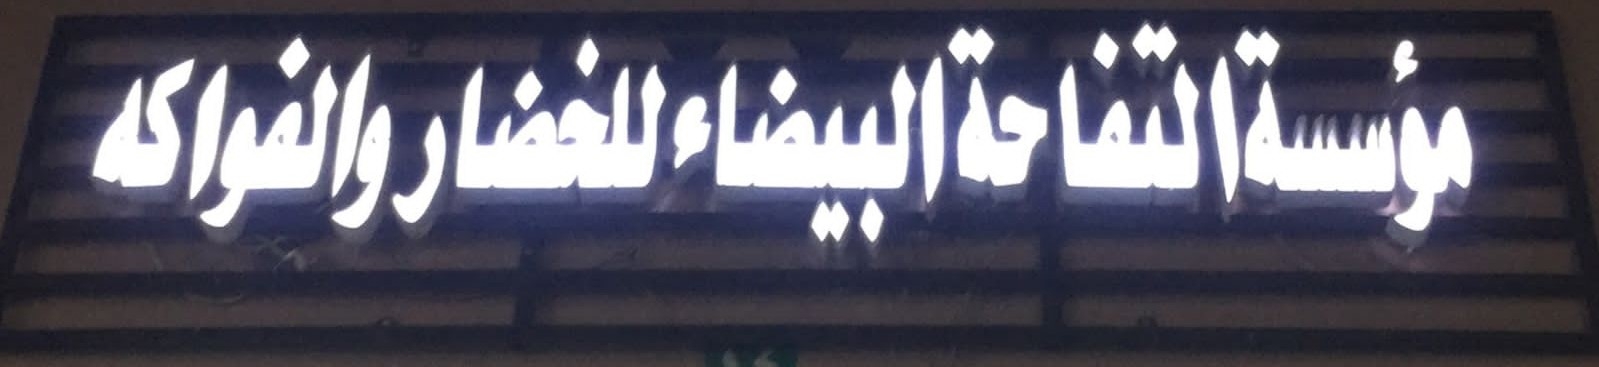 مؤسسة التفاحة البيضاء للخضار والفواكه